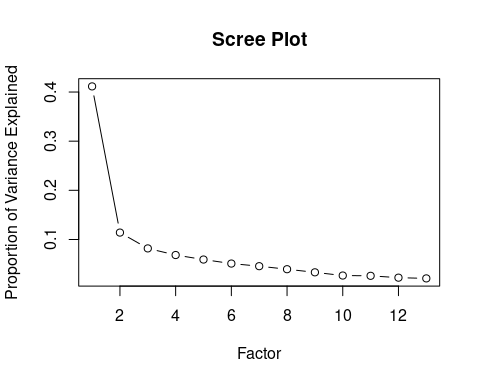 Scree Plot
Proportion of Variance Explained
0.4
0.3
0.2
0.1
2 4 6 8 10 12
Factor